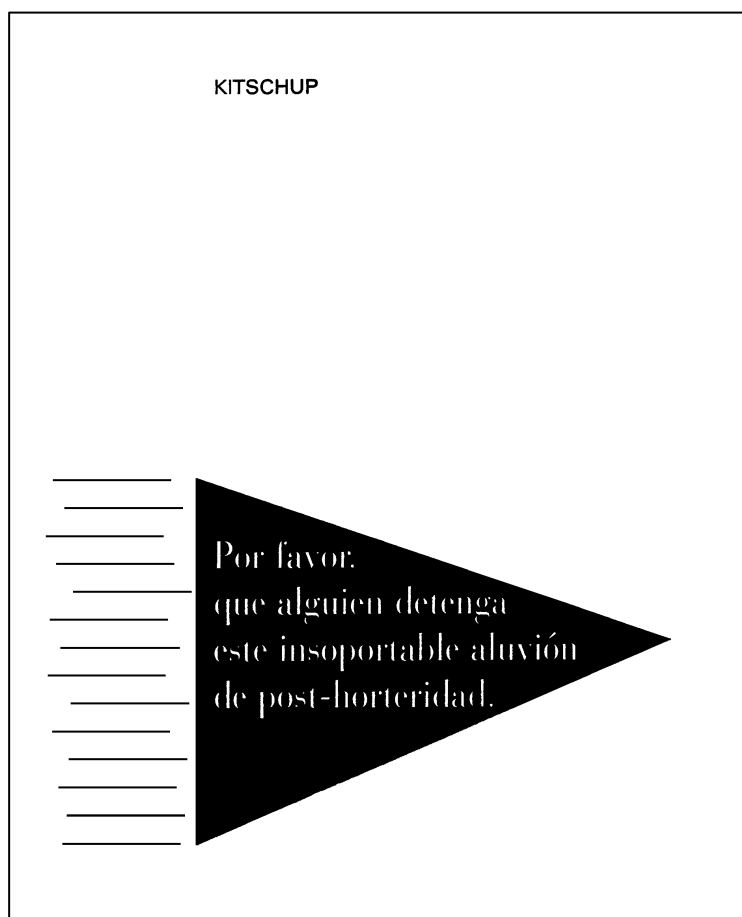 KITSCHUP
Por favor,
que alguien detenga
este insoportable aluvión
de post-horteridad.